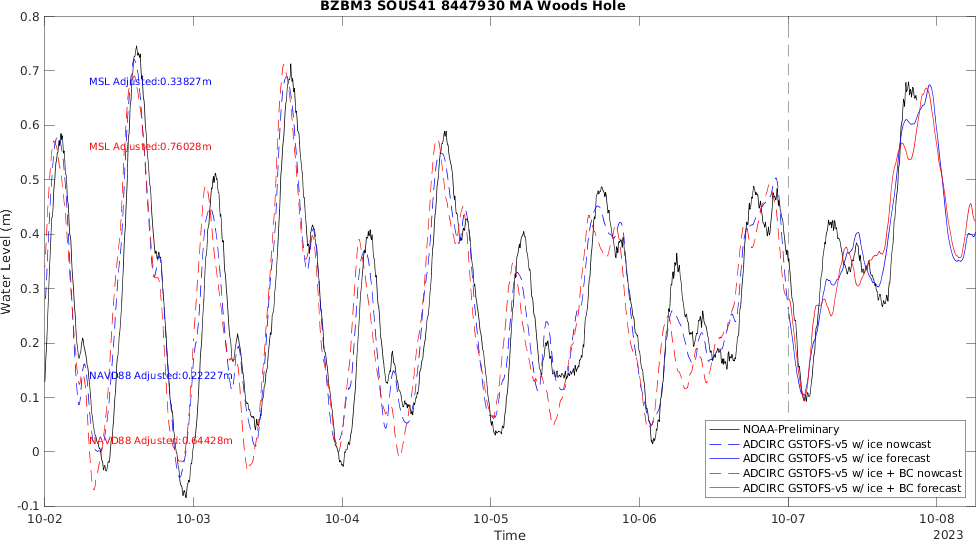 BZBM3 SOUS41 8447930 MA Woods Hole
0.8
0.7
0.6
0.5
0.4
0.3
0.2
0.1
0
-0.1
Water Level (m)
MSL Adjusted:0.33827m
MSL Adjusted:0.76028m
NAVD88 Adjusted:0.22227m
NAVD88 Adjusted:0.64428m
NOAA-Preliminary
ADCIRC GSTOFS-v5 w/ ice nowcast
ADCIRC GSTOFS-v5 w/ ice forecast
ADCIRC GSTOFS-v5 w/ ice + BC nowcast
ADCIRC GSTOFS-v5 w/ ice + BC forecast
10-02 10-03 10-04 10-05 10-06 10-07 10-08
Time
2023